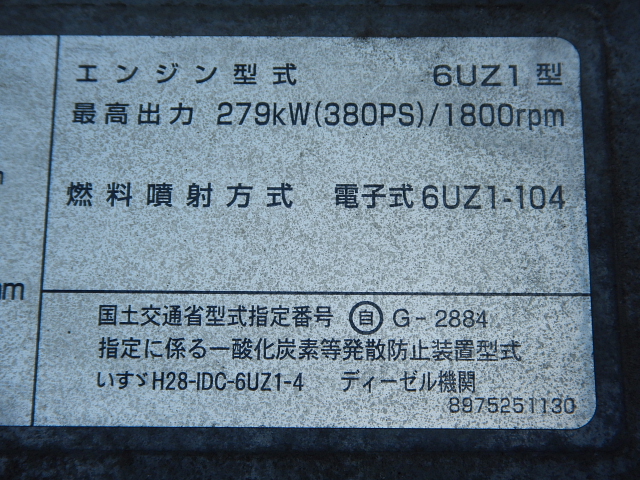 エンジン型式 6UZ1型
最高出力 279kW(380PS)/1800rpm
燃料噴射方式 電子式6UZ1-104
国土交通省型式指定番号 自 G-2884
指定に係る一酸化炭素等発散防止装置型式
いすゞH28-IDC-6UZ1-4 ディーゼル機関
8975251130